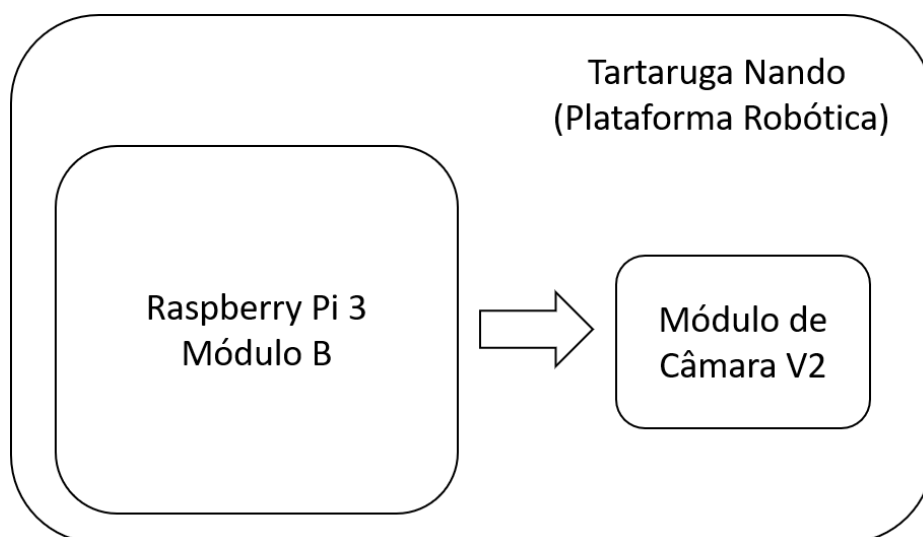 Tartaruga Nando
(Plataforma Robótica)
Raspberry Pi 3
Módulo B
Módulo de
Câmara V2